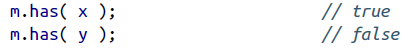 m.has( x );                    // true
m.has( y );                    // false